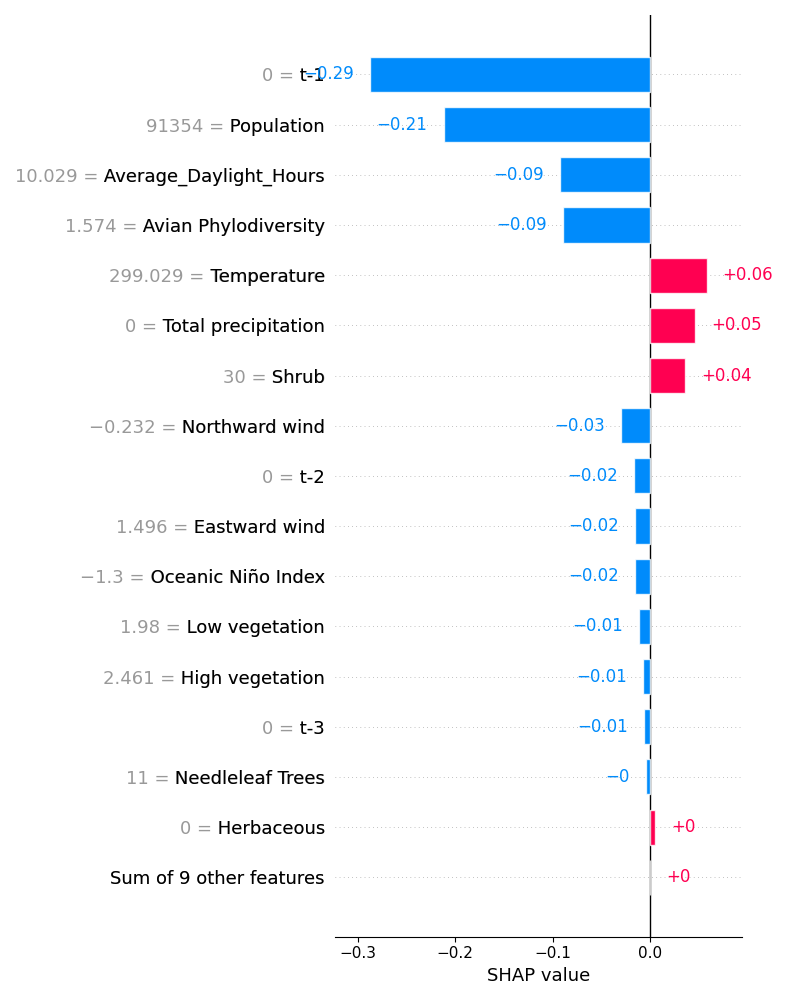 0 = t-1 −0.29
91354 = Population −0.21
10.029 = Average_Daylight_Hours −0.09
1.574 = Avian Phylodiversity −0.09
299.029 = Temperature +0.06
0 = Total precipitation +0.05
30 = Shrub +0.04
−0.232 = Northward wind −0.03
0 = t-2 −0.02
1.496 = Eastward wind −0.02
−1.3 = Oceanic Niño Index −0.02
1.98 = Low vegetation −0.01
2.461 = High vegetation −0.01
0 = t-3 −0.01
11 = Needleleaf Trees −0
0 = Herbaceous +0
Sum of 9 other features +0
−0.3 −0.2 −0.1 0.0
SHAP value